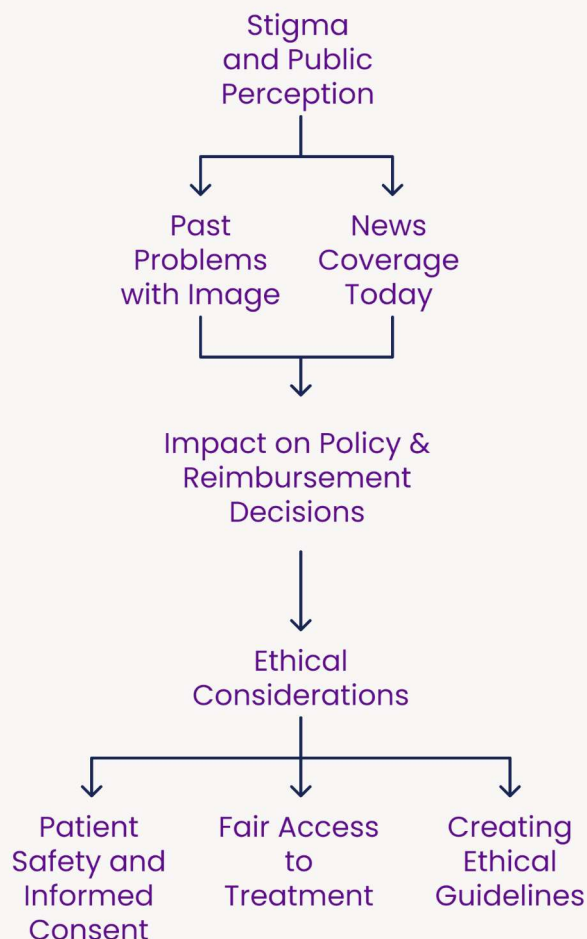 Stigma
and Public
Perception
Past
Problems
with Image
News
Coverage
Today
Impact on Policy &
Reimbursement
Decisions
Ethical
Considerations
Patient
Safety and
Informed
Consent
Fair Access
to
Treatment
Creating
Ethical
Guidelines